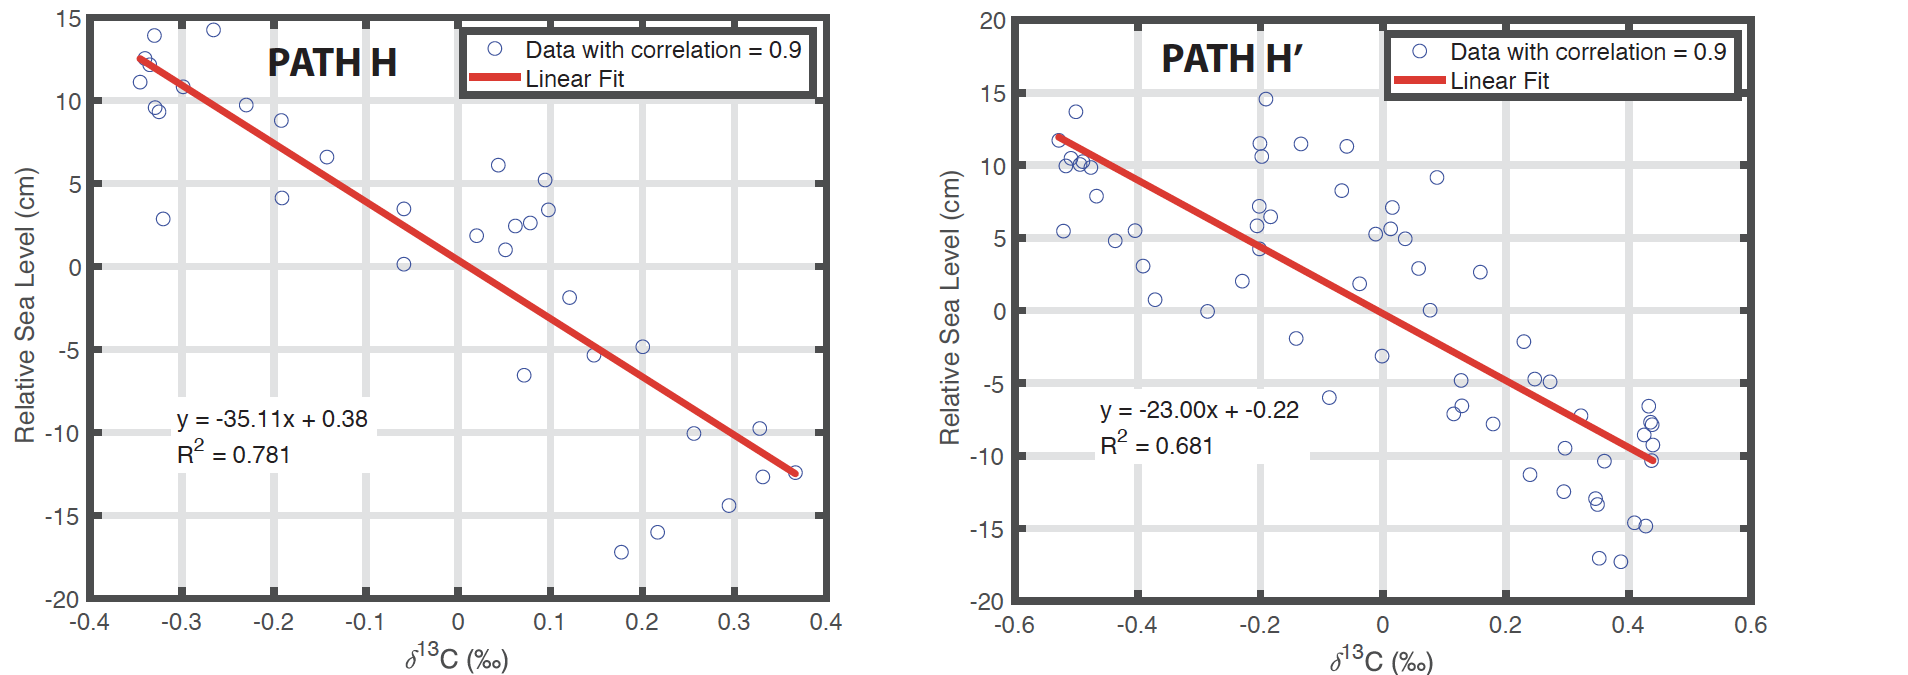 PATH H
Data with correlation = 0.9
Linear Fit
15
10
5
0
-5
-10
-15
-20
Relative Sea Level (cm)
y = -35.11x + 0.38
R² = 0.781
-0.4 -0.3 -0.2 -0.1 0 0.1 0.2 0.3 0.4
δ¹³C (‰)
PATH H′
Data with correlation = 0.9
Linear Fit
20
15
10
5
0
-5
-10
-15
-20
Relative Sea Level (cm)
y = -23.00x + -0.22
R² = 0.681
-0.6 -0.4 -0.2 0 0.2 0.4 0.6
δ¹³C (‰)